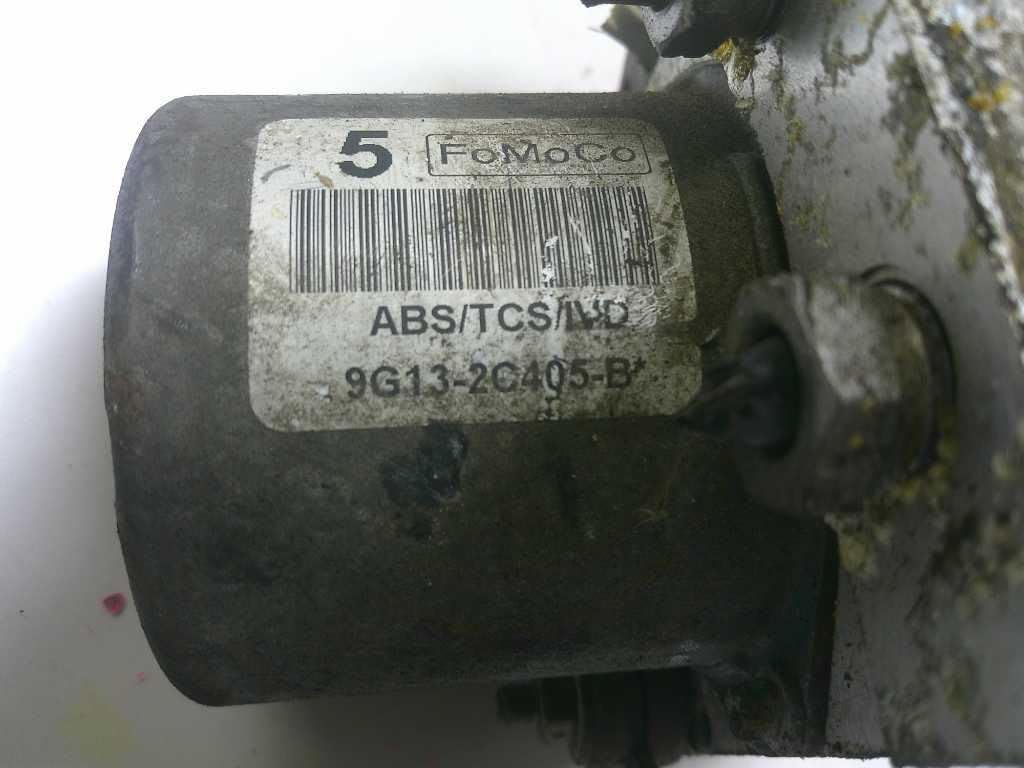 5 FoMoCo
ABS/TCS/IVD
9G13-2C405-B*